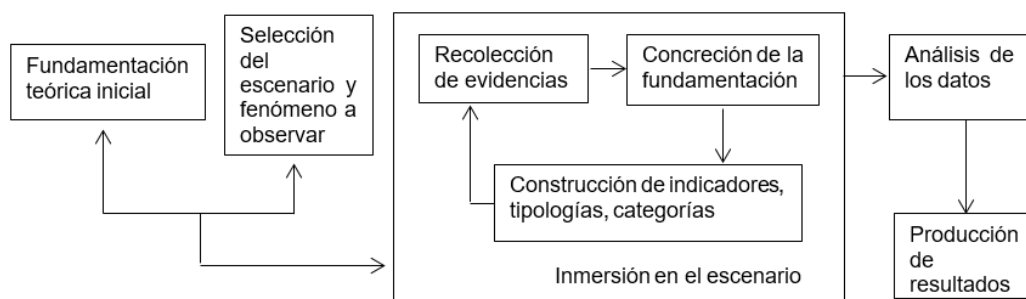 Fundamentación
teórica inicial
Selección
del
escenario y
fenómeno a
observar
Recolección
de evidencias
Concreción de la
fundamentación
Construcción de indicadores,
tipologías, categorías
Inmersión en el escenario
Análisis de
los datos
Producción
de
resultados